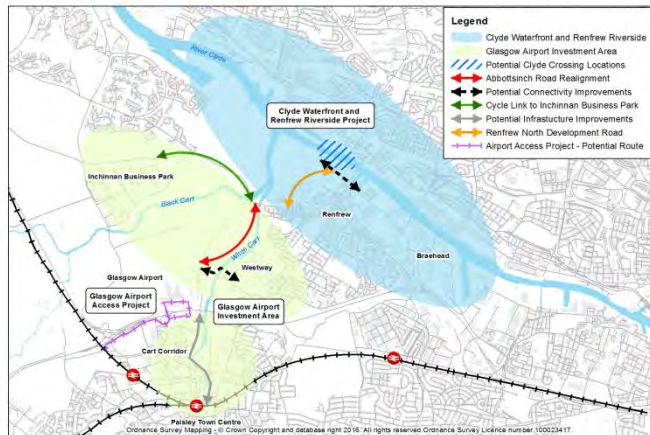 Legend
Clyde Waterfront and Renfrew Riverside
Glasgow Airport Investment Area
Potential Clyde Crossing Locations
Abbottsinch Road Realignment
Potential Connectivity Improvements
Cycle Link to Inchinnan Business Park
Potential Infrastucture Improvements
Renfrew North Development Road
Airport Access Project - Potential Route
River Clyde
Clyde Waterfront and
Renfrew Riverside Project
Inchinnan Business Park
Black Cart
Renfrew
White Cart
Braehead
Westway
Glasgow Airport
Glasgow Airport
Access Project
Glasgow Airport
Investment Area
Cart Corridor
Paisley Town Centre
Ordnance Survey Mapping - © Crown Copyright and database right 2016. All rights reserved Ordnance Survey Licence number 100023417.